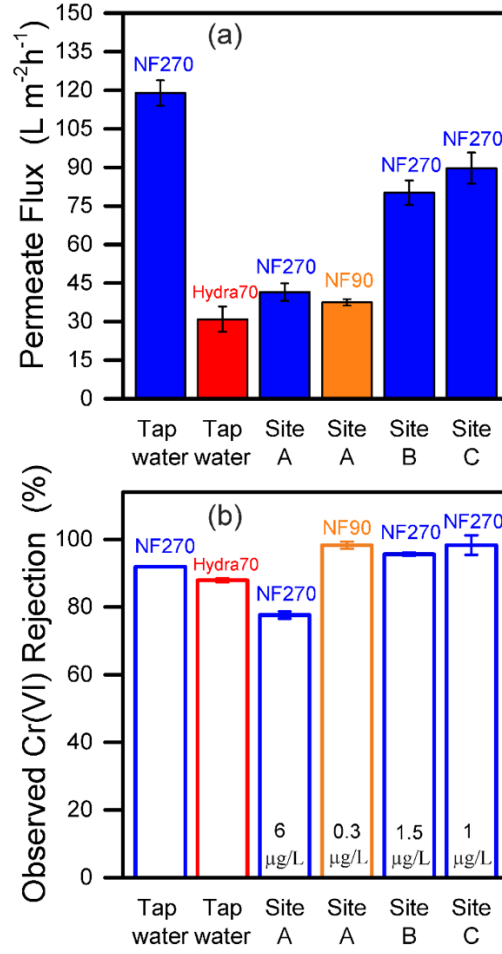 Permeate Flux (L m⁻²h⁻¹)
150
135
120
105
90
75
60
45
30
15
0
(a)
NF270
Hydra70
NF270
NF90
NF270
NF270
Tap water
Tap water
Site A
Site A
Site B
Site C
Observed Cr(VI) Rejection (%)
100
80
60
40
20
0
(b)
NF270
Hydra70
NF270
NF90
NF270
NF270
6 µg/L
0.3 µg/L
1.5 µg/L
1 µg/L
Tap water
Tap water
Site A
Site A
Site B
Site C